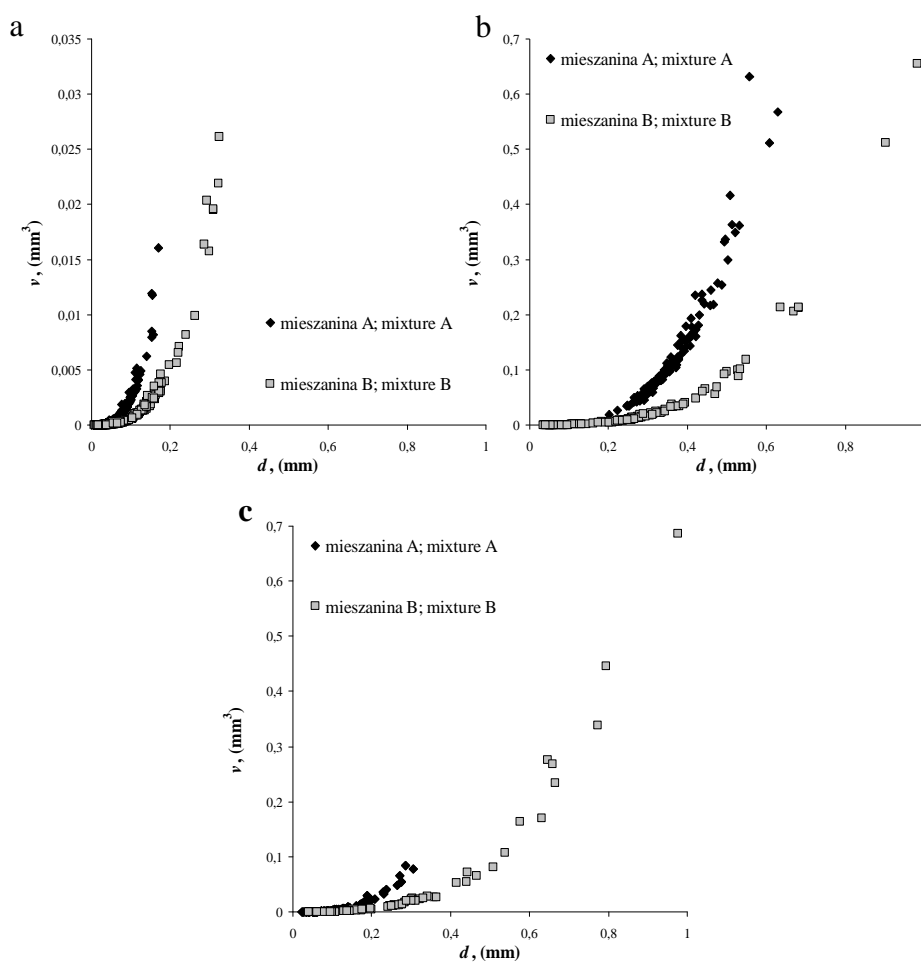 a
0,035
0,03
0,025
0,02
0,015
0,01
0,005
0
v, (mm³)
mieszanina A; mixture A
mieszanina B; mixture B
0 0,2 0,4 0,6 0,8 1
d, (mm)
b
0,7
0,6
0,5
0,4
0,3
0,2
0,1
0
v, (mm³)
mieszanina A; mixture A
mieszanina B; mixture B
0 0,2 0,4 0,6 0,8
d, (mm)
c
0,7
0,6
0,5
0,4
0,3
0,2
0,1
0
v, (mm³)
mieszanina A; mixture A
mieszanina B; mixture B
0 0,2 0,4 0,6 0,8 1
d, (mm)